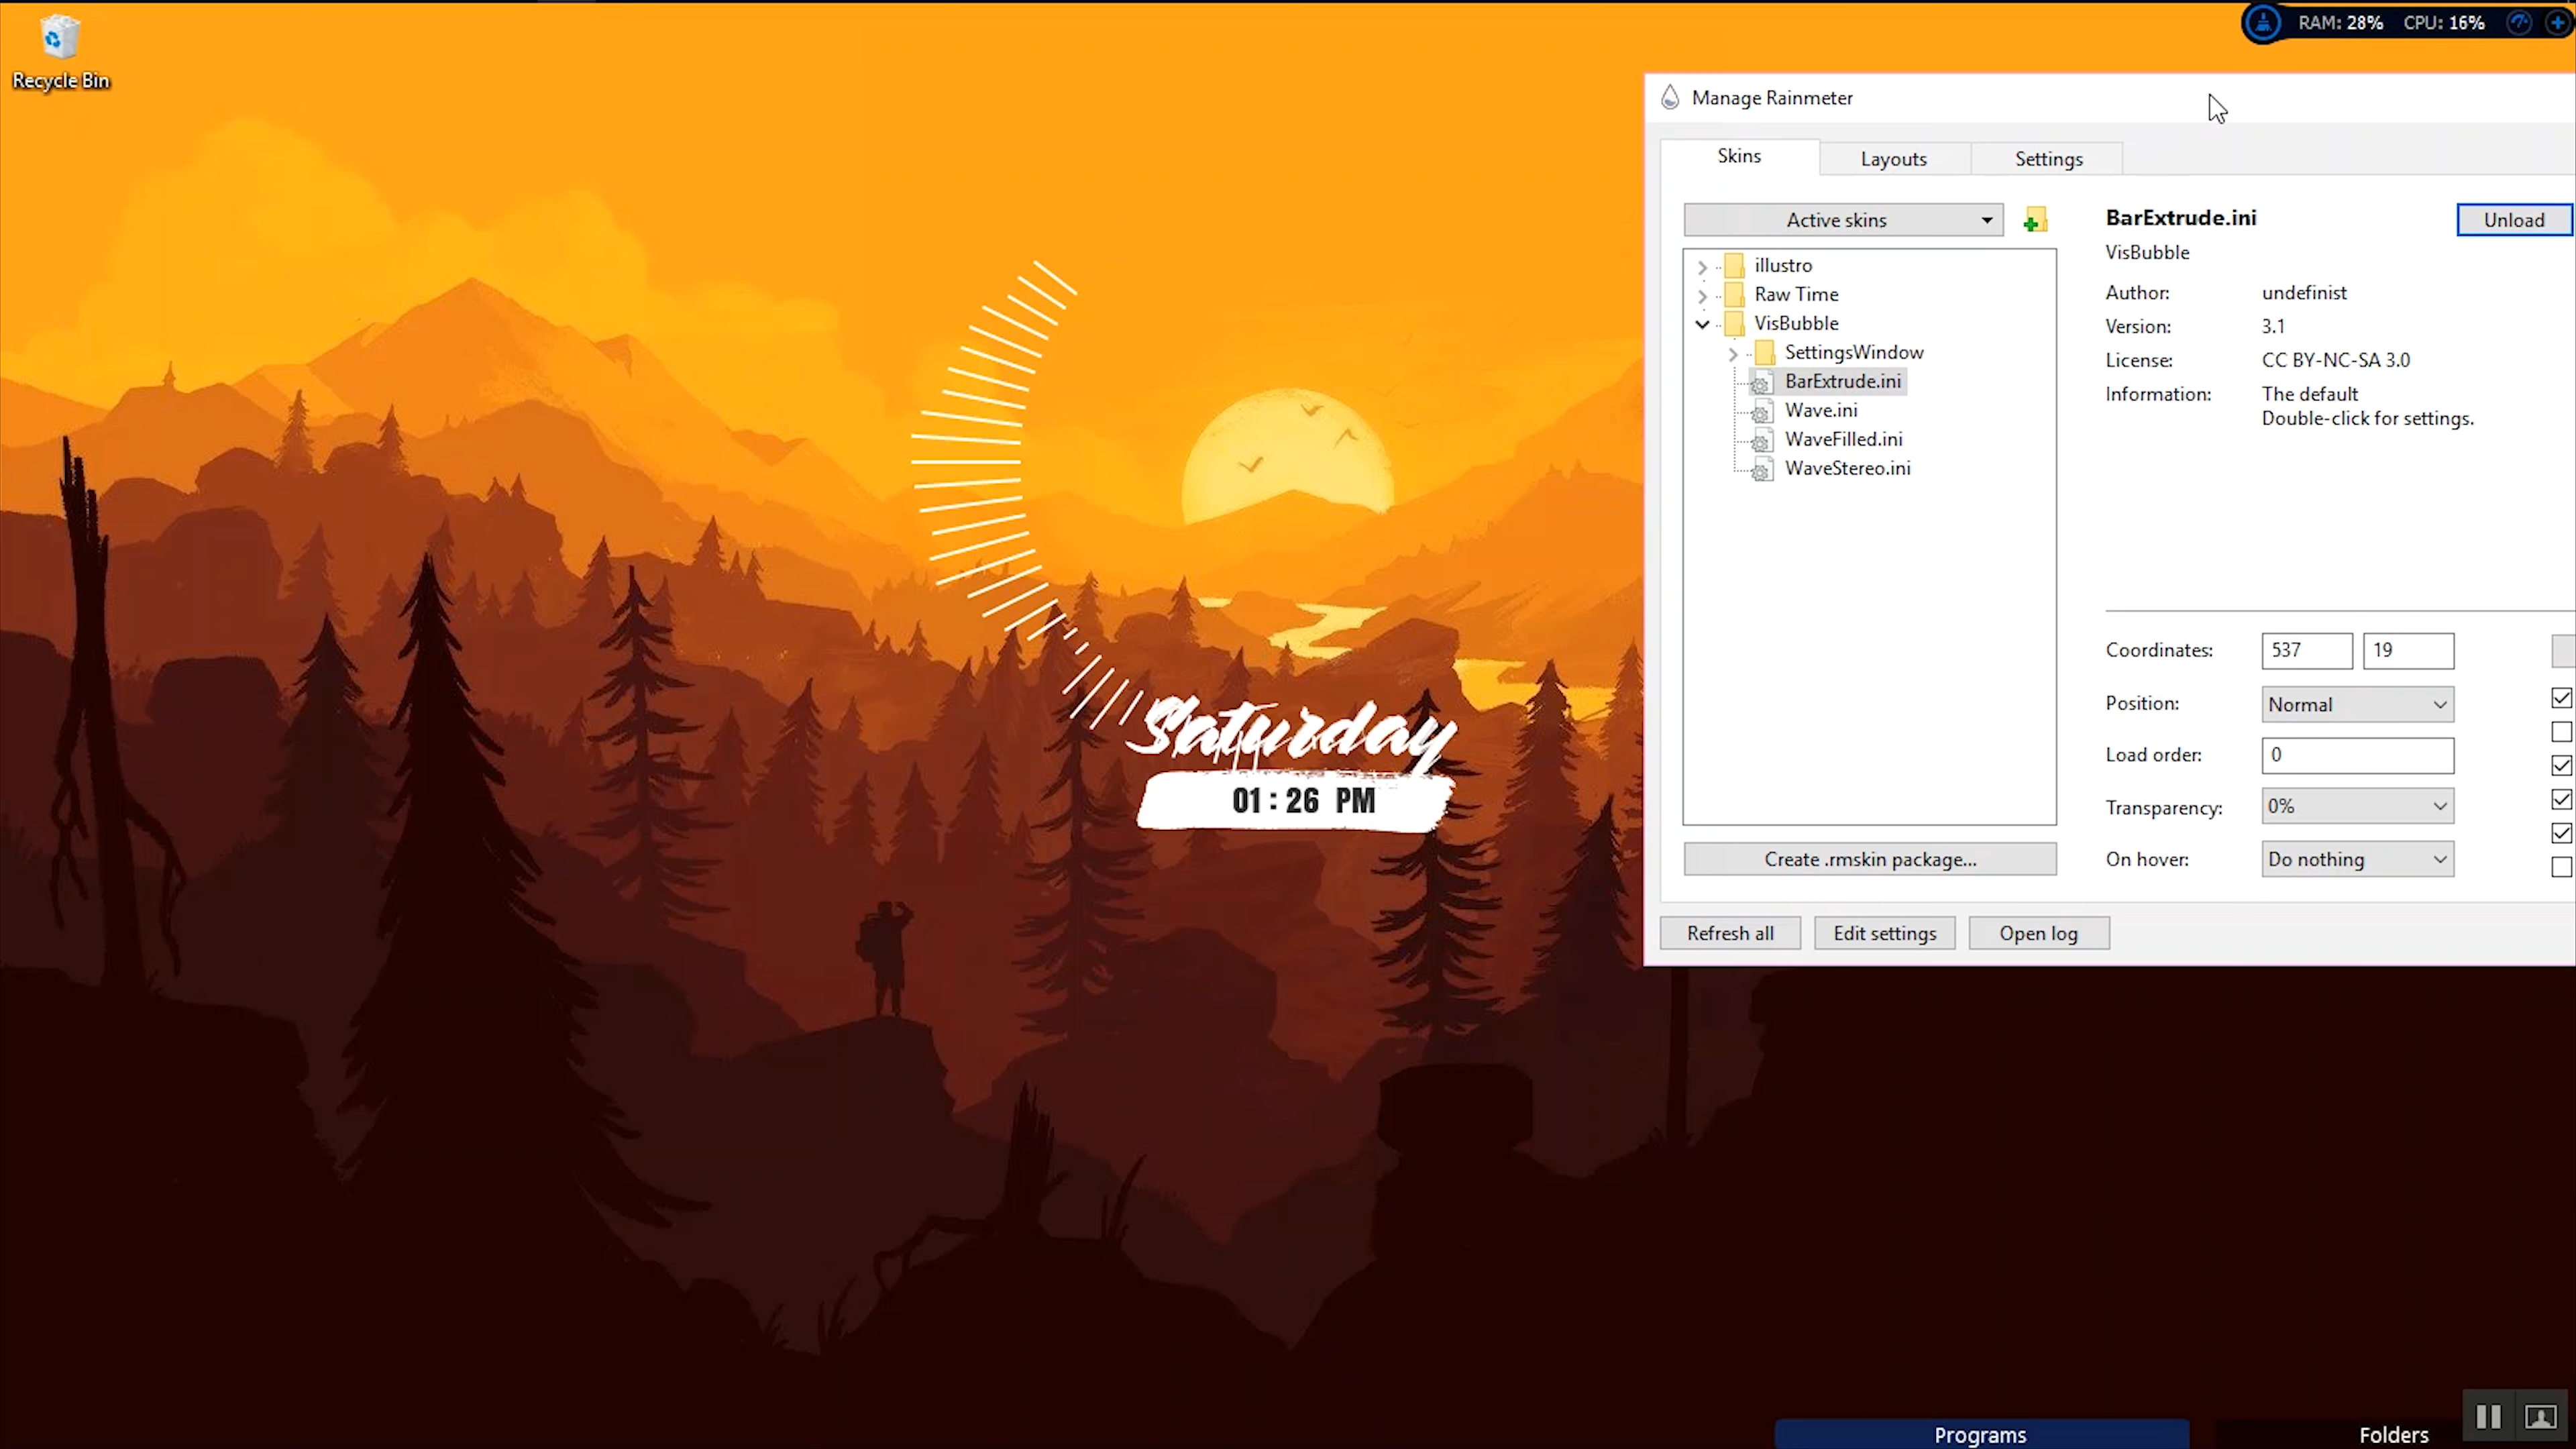 Recycle Bin
RAM: 28% CPU: 16%
Manage Rainmeter
Skins Layouts Settings
Active skins
illustro
Raw Time
VisBubble
SettingsWindow
BarExtrude.ini
Wave.ini
WaveFilled.ini
WaveStereo.ini
Create .rmskin package...
Refresh all Edit settings Open log
BarExtrude.ini Unload
VisBubble
Author: undefinist
Version: 3.1
License: CC BY-NC-SA 3.0
Information: The default
Double-click for settings.
Coordinates: 537 19
Position: Normal
Load order: 0
Transparency: 0%
On hover: Do nothing
Saturday
01 : 26 PM
Programs Folders